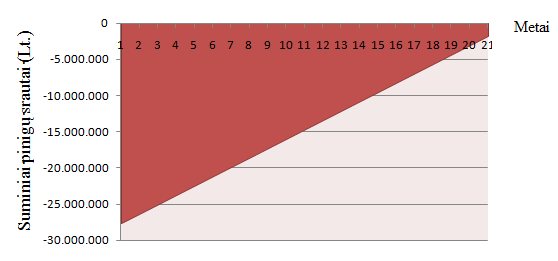 Suminiai pinigų srautai (Lt.)
0
-5.000.000
-10.000.000
-15.000.000
-20.000.000
-25.000.000
-30.000.000
1 2 3 4 5 6 7 8 9 10 11 12 13 14 15 16 17 18 19 20 21
Metai